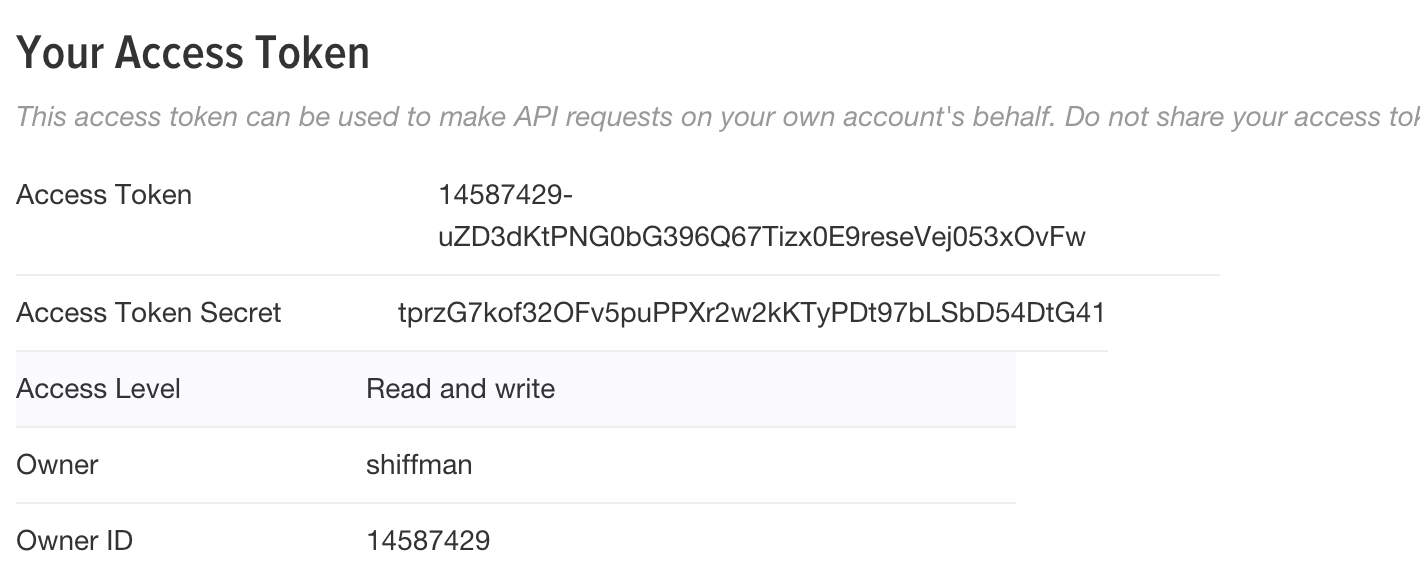 Your Access Token
This access token can be used to make API requests on your own account's behalf. Do not share your access tok
Access Token 14587429-
uZD3dKtPNG0bG396Q67Tizx0E9reseVej053xOvFw
Access Token Secret tprzG7kof32OFv5puPPXr2w2kKTyPDt97bLSbD54DtG41
Access Level Read and write
Owner shiffman
Owner ID 14587429